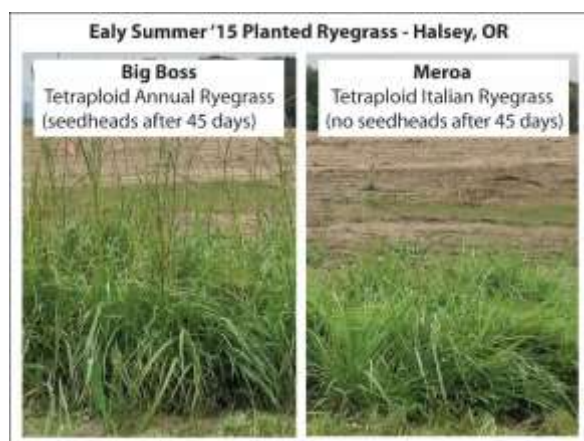 Ealy Summer '15 Planted Ryegrass - Halsey, OR
Big Boss
Tetraploid Annual Ryegrass
(seedheads after 45 days)
Meroa
Tetraploid Italian Ryegrass
(no seedheads after 45 days)